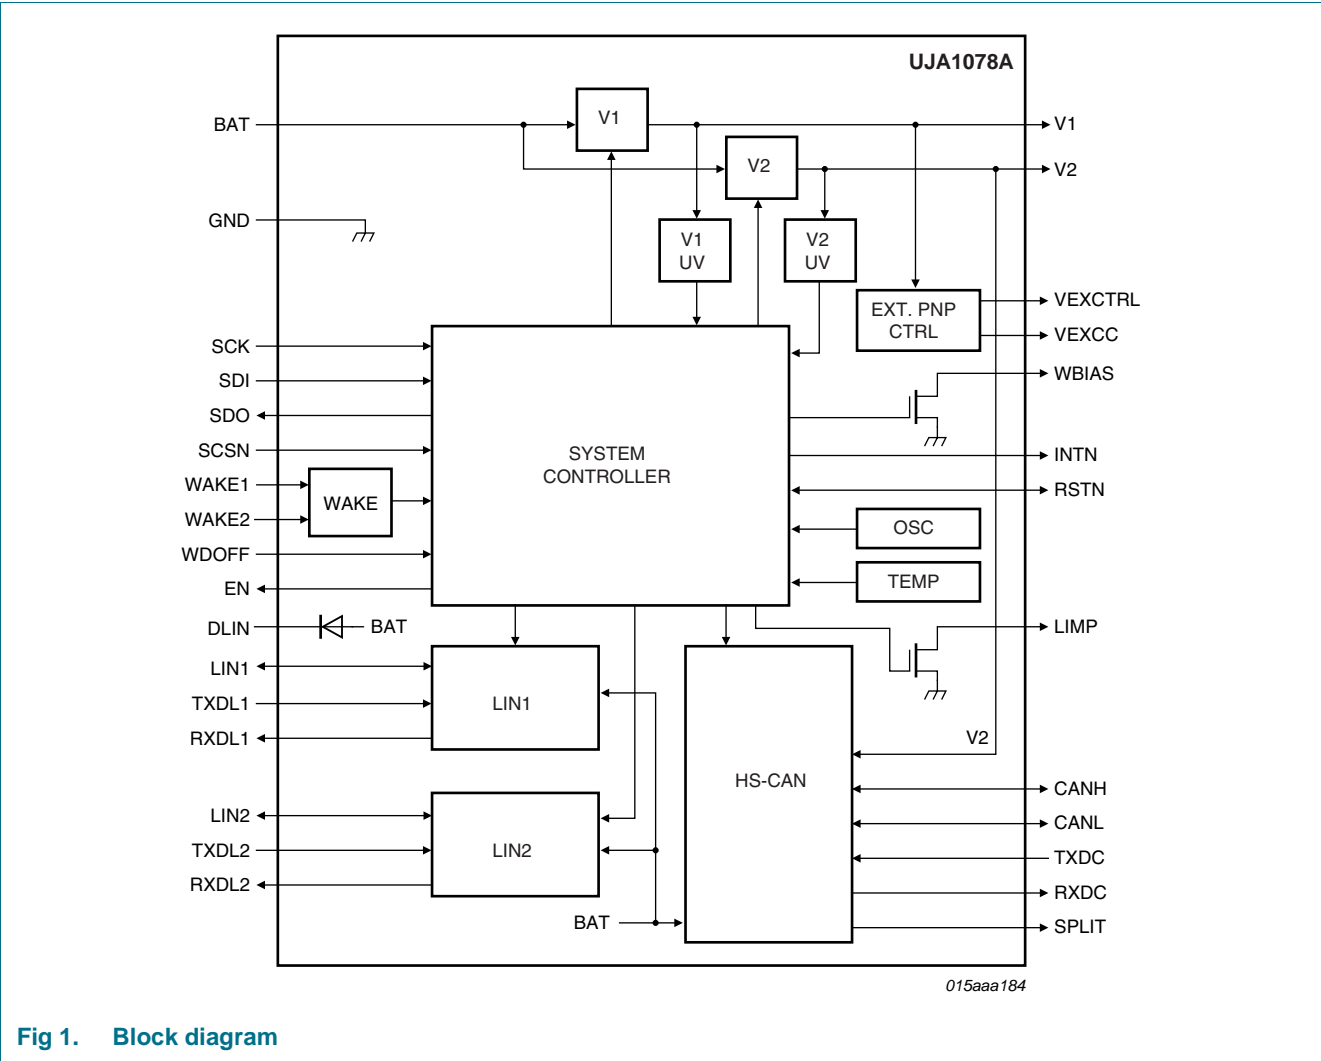 UJA1078A
BAT
V1
V1
V2
V2
GND
V1
UV
V2
UV
EXT. PNP
CTRL
VEXCTRL
VEXCC
WBIAS
SCK
SDI
SDO
SCSN
WAKE1
WAKE2
WAKE
WDOFF
EN
SYSTEM
CONTROLLER
INTN
RSTN
OSC
TEMP
DLIN
BAT
LIMP
LIN1
TXDL1
RXDL1
LIN1
V2
HS-CAN
LIN2
TXDL2
RXDL2
LIN2
BAT
CANH
CANL
TXDC
RXDC
SPLIT
015aaa184
Fig 1. Block diagram